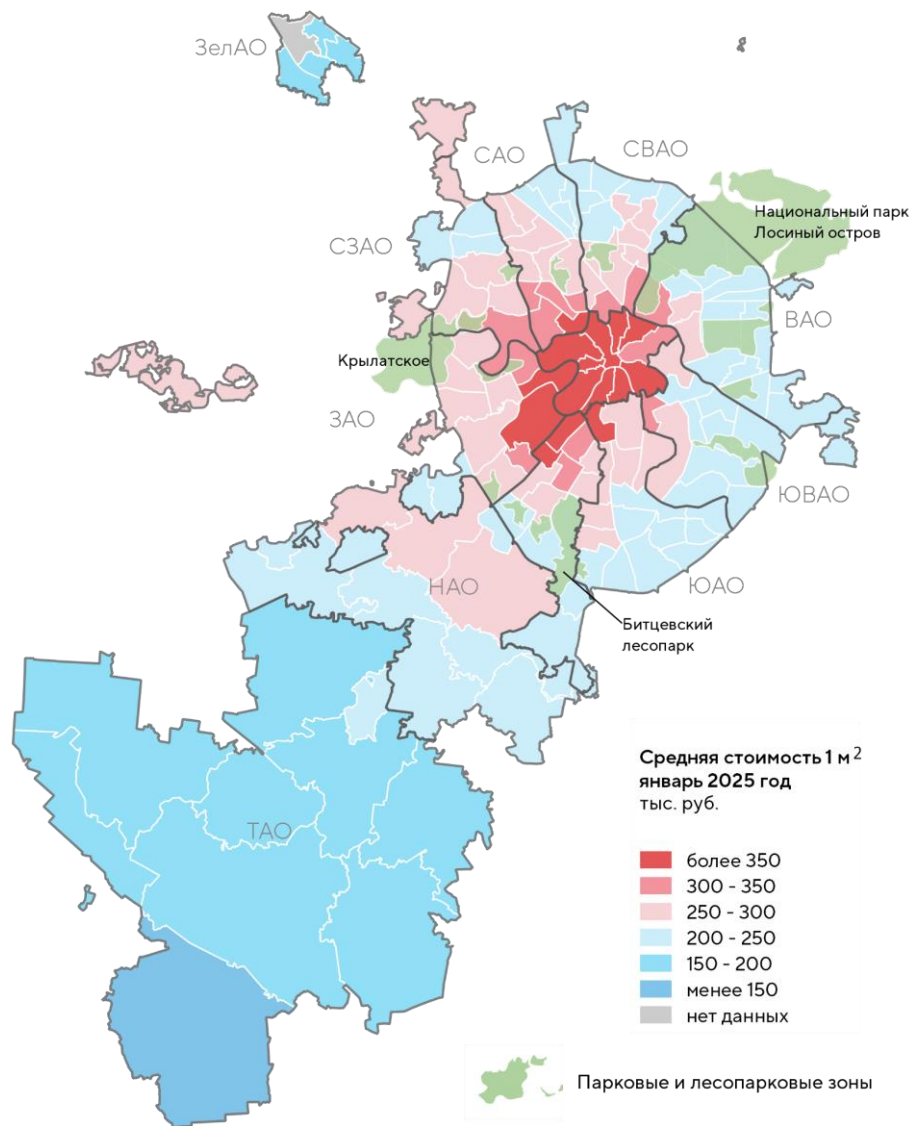 ЗелАО
САО
СВАО
Национальный парк
Лосиный остров
СЗАО
ВАО
Крылатское
ЗАО
ЮВАО
НАО
ЮАО
Битцевский
лесопарк
Средняя стоимость 1 м2
январь 2025 год
тыс. руб.
более 350
300 - 350
250 - 300
200 - 250
150 - 200
менее 150
нет данных
ТАО
Парковые и лесопарковые зоны